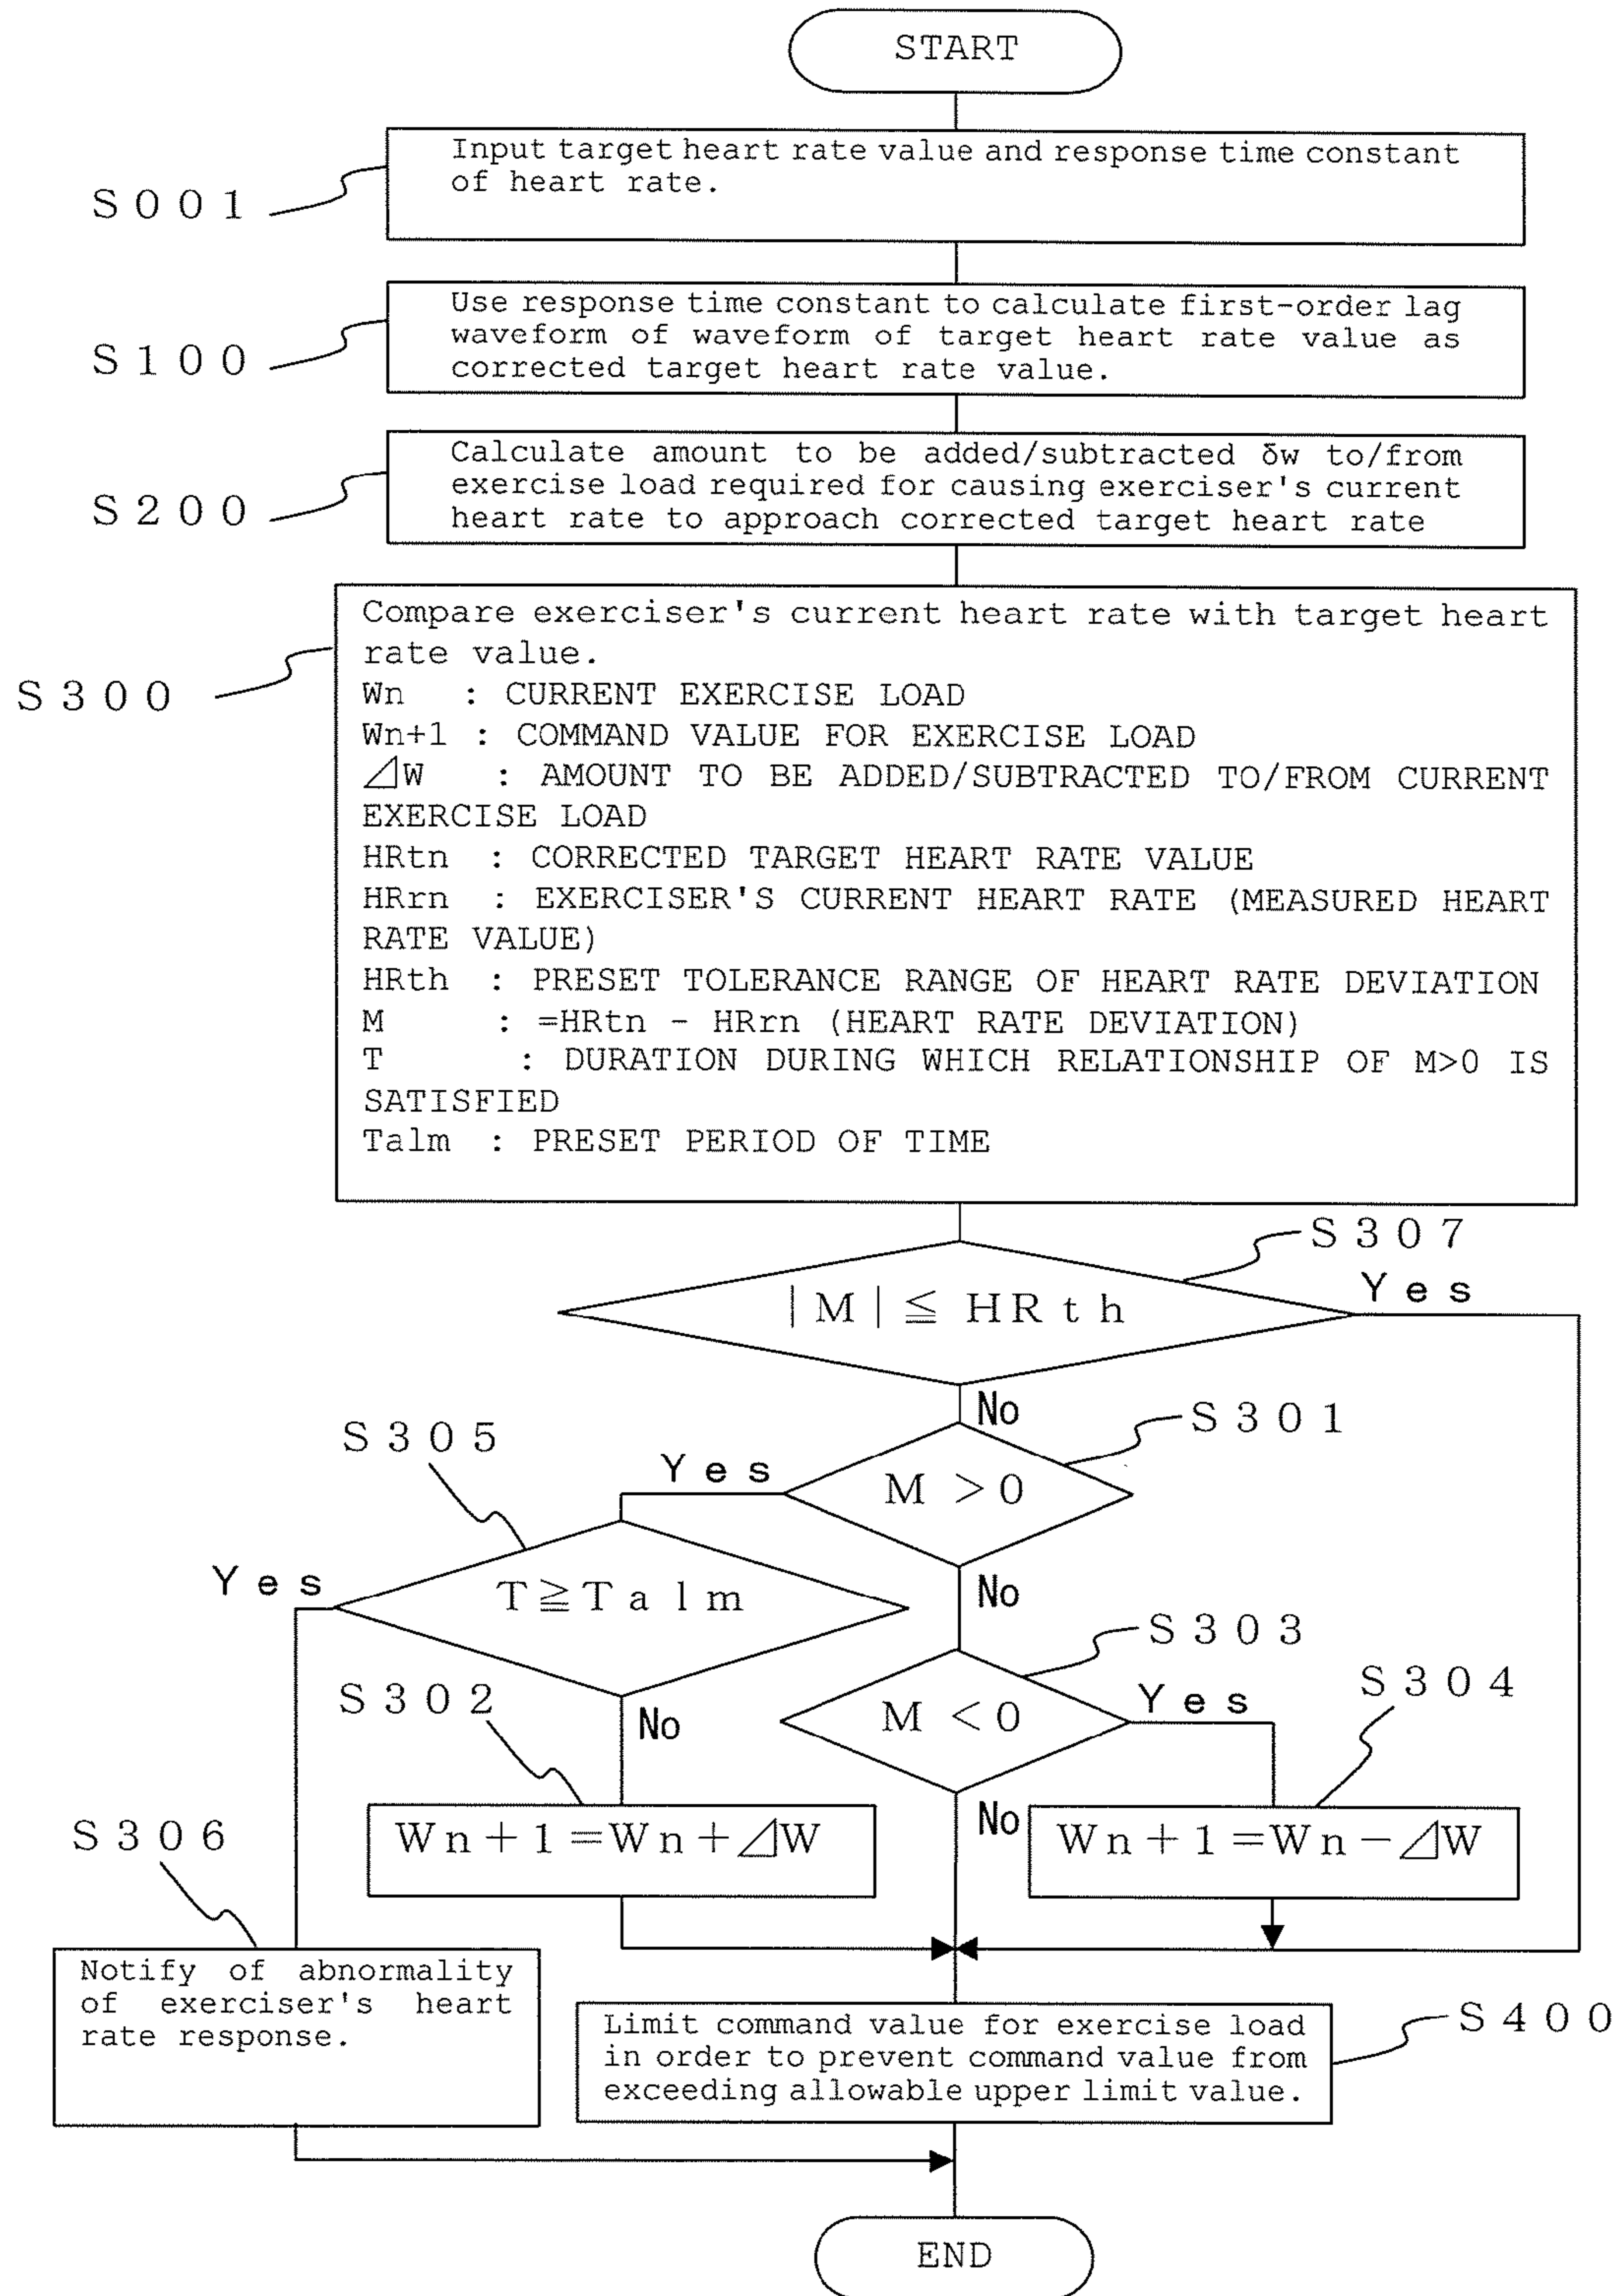 START
Input target heart rate value and response time constant
of heart rate.
S001
Use response time constant to calculate first-order lag
waveform of waveform of target heart rate value as
corrected target heart rate value.
S100
Calculate amount to be added/subtracted δw to/from
exercise load required for causing exerciser's current
heart rate to approach corrected target heart rate
S200
Compare exerciser's current heart rate with target heart
rate value.
S300
Wn : CURRENT EXERCISE LOAD
Wn+1 : COMMAND VALUE FOR EXERCISE LOAD
⊿W : AMOUNT TO BE ADDED/SUBTRACTED TO/FROM CURRENT
EXERCISE LOAD
HRtn : CORRECTED TARGET HEART RATE VALUE
HRrn : EXERCISER'S CURRENT HEART RATE (MEASURED HEART
RATE VALUE)
HRth : PRESET TOLERANCE RANGE OF HEART RATE DEVIATION
M : =HRtn - HRrn (HEART RATE DEVIATION)
T : DURATION DURING WHICH RELATIONSHIP OF M>0 IS
SATISFIED
Talm : PRESET PERIOD OF TIME
S307
|M|≦ HRth
Yes
No
S301
S305
Yes
M >0
Yes
T≧Talm
No
S303
S302
No
M <0
Yes
S304
S306
Wn+1=Wn+⊿W
No
Wn+1=Wn-⊿W
Notify of abnormality
of exerciser's heart
rate response.
Limit command value for exercise load
in order to prevent command value from
exceeding allowable upper limit value.
S400
END